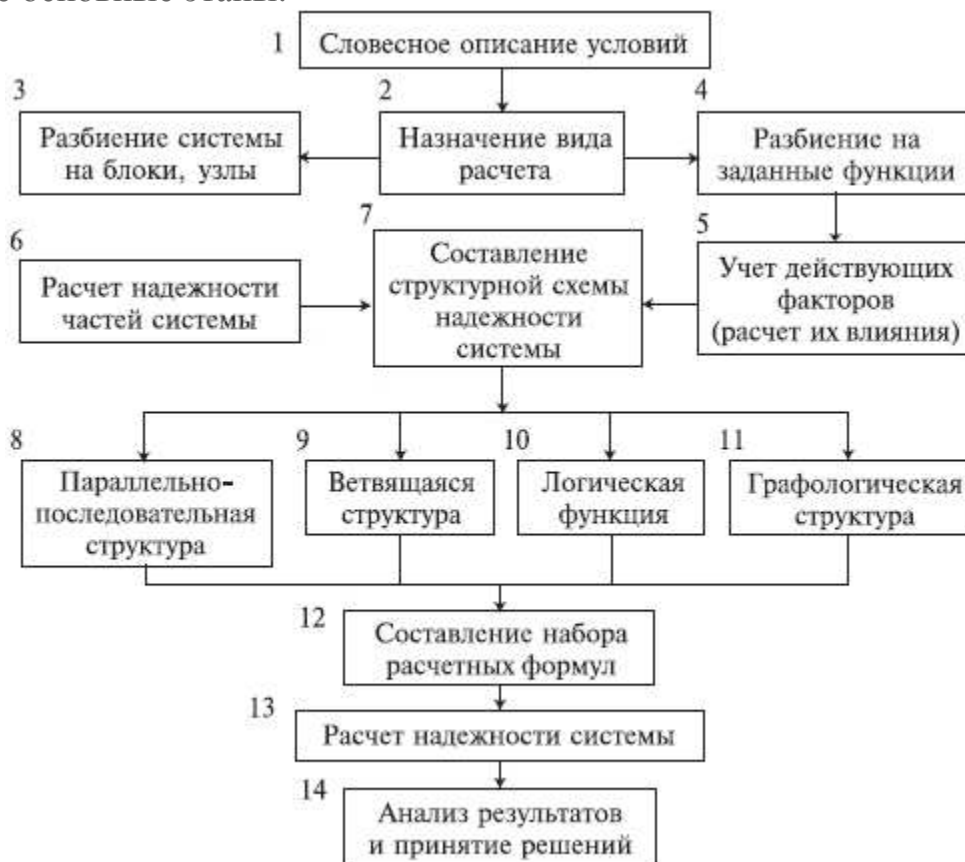 основные этапы.
1
Словесное описание условий
3
Разбиение системы
на блоки, узлы
2
Назначение вида
расчета
4
Разбиение на
заданные функции
6
Расчет надежности
частей системы
7
Составление
структурной схемы
надежности
системы
5
Учет действующих
факторов
(расчет их влияния)
8
Параллельно-
последовательная
структура
9
Ветвящаяся
структура
10
Логическая
функция
11
Графологическая
структура
12
Составление набора
расчетных формул
13
Расчет надежности системы
14
Анализ результатов
и принятие решений